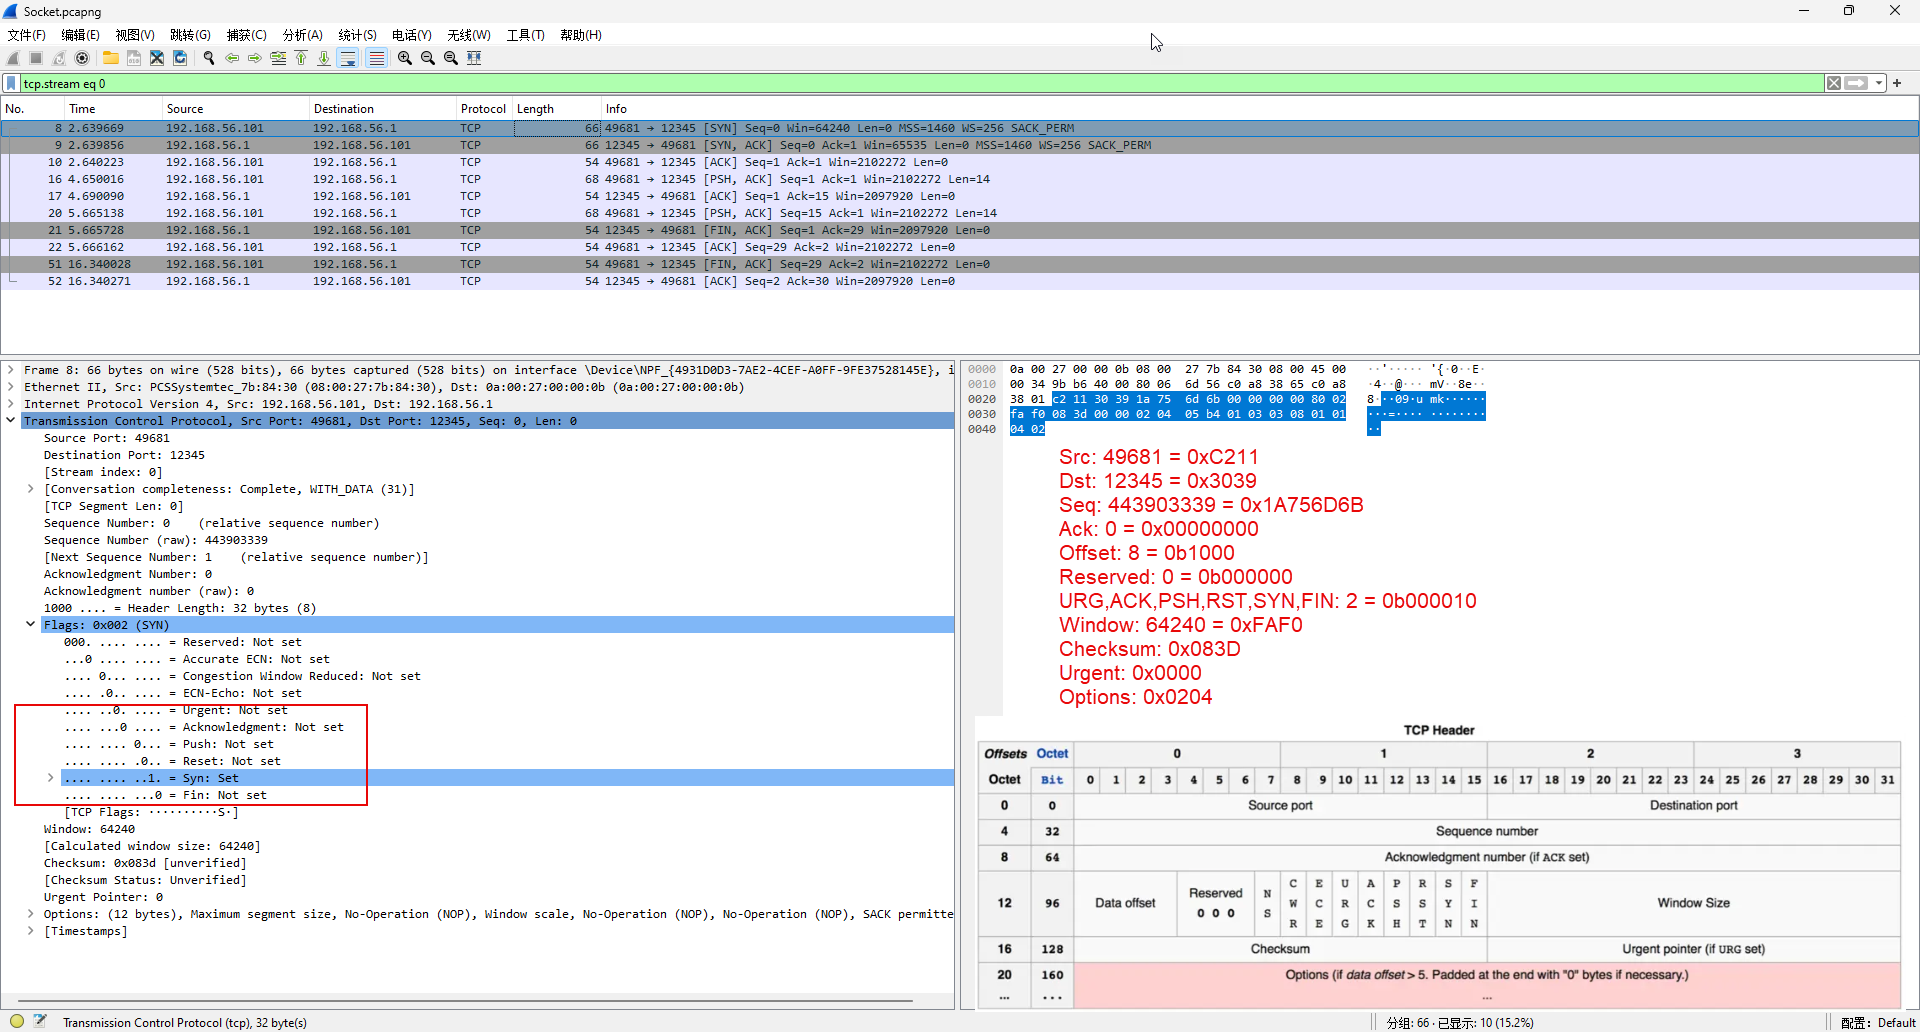 Socket.pcapng
文件(F) 编辑(E) 视图(V) 跳转(G) 捕获(C) 分析(A) 统计(S) 电话(Y) 无线(W) 工具(T) 帮助(H)
tcp.stream eq 0
No. Time Source Destination Protocol Length Info
8 2.639669 192.168.56.101 192.168.56.1 TCP 66 49681 → 12345 [SYN] Seq=0 Win=64240 Len=0 MSS=1460 WS=256 SACK_PERM
9 2.639856 192.168.56.1 192.168.56.101 TCP 66 12345 → 49681 [SYN, ACK] Seq=0 Ack=1 Win=65535 Len=0 MSS=1460 WS=256 SACK_PERM
10 2.640223 192.168.56.101 192.168.56.1 TCP 54 49681 → 12345 [ACK] Seq=1 Ack=1 Win=2102272 Len=0
16 4.650016 192.168.56.101 192.168.56.1 TCP 68 49681 → 12345 [PSH, ACK] Seq=1 Ack=1 Win=2102272 Len=14
17 4.690090 192.168.56.1 192.168.56.101 TCP 54 12345 → 49681 [ACK] Seq=1 Ack=15 Win=2097920 Len=0
20 5.665138 192.168.56.101 192.168.56.1 TCP 68 49681 → 12345 [PSH, ACK] Seq=15 Ack=1 Win=2102272 Len=14
21 5.665728 192.168.56.1 192.168.56.101 TCP 54 12345 → 49681 [FIN, ACK] Seq=1 Ack=29 Win=2097920 Len=0
22 5.666162 192.168.56.101 192.168.56.1 TCP 54 49681 → 12345 [ACK] Seq=29 Ack=2 Win=2102272 Len=0
51 16.340028 192.168.56.101 192.168.56.1 TCP 54 49681 → 12345 [FIN, ACK] Seq=29 Ack=2 Win=2102272 Len=0
52 16.340271 192.168.56.1 192.168.56.101 TCP 54 12345 → 49681 [ACK] Seq=2 Ack=30 Win=2097920 Len=0
Frame 8: 66 bytes on wire (528 bits), 66 bytes captured (528 bits) on interface \Device\NPF_{4931D0D3-7AE2-4CEF-A0FF-9FE37528145E}, i
Ethernet II, Src: PCSSystemtec_7b:84:30 (08:00:27:7b:84:30), Dst: 0a:00:27:00:00:0b (0a:00:27:00:00:0b)
Internet Protocol Version 4, Src: 192.168.56.101, Dst: 192.168.56.1
Transmission Control Protocol, Src Port: 49681, Dst Port: 12345, Seq: 0, Len: 0
Source Port: 49681
Destination Port: 12345
[Stream index: 0]
[Conversation completeness: Complete, WITH_DATA (31)]
[TCP Segment Len: 0]
Sequence Number: 0 (relative sequence number)
Sequence Number (raw): 443903339
[Next Sequence Number: 1 (relative sequence number)]
Acknowledgment Number: 0
Acknowledgment number (raw): 0
1000 .... = Header Length: 32 bytes (8)
Flags: 0x002 (SYN)
000. .... .... = Reserved: Not set
...0 .... .... = Accurate ECN: Not set
.... 0... .... = Congestion Window Reduced: Not set
.... .0.. .... = ECN-Echo: Not set
.... ..0. .... = Urgent: Not set
.... ...0 .... = Acknowledgment: Not set
.... .... 0... = Push: Not set
.... .... .0.. = Reset: Not set
.... .... ..1. = Syn: Set
.... .... ...0 = Fin: Not set
[TCP Flags: ··········S·]
Window: 64240
[Calculated window size: 64240]
Checksum: 0x083d [unverified]
[Checksum Status: Unverified]
Urgent Pointer: 0
Options: (12 bytes), Maximum segment size, No-Operation (NOP), Window scale, No-Operation (NOP), No-Operation (NOP), SACK permitte
[Timestamps]
0000 0a 00 27 00 00 0b 08 00 27 7b 84 30 08 00 45 00 ··'····· '{·0··E·
0010 00 34 9b b6 40 00 80 06 6d 56 c0 a8 38 65 c0 a8 ·4··@··· mV··8e··
0020 38 01 c2 11 30 39 1a 75 6d 6b 00 00 00 00 80 02 8···09·u mk······
0030 fa f0 08 3d 00 00 02 04 05 b4 01 03 03 08 01 01 ···=···· ········
0040 04 02 ··
Src: 49681 = 0xC211
Dst: 12345 = 0x3039
Seq: 443903339 = 0x1A756D6B
Ack: 0 = 0x00000000
Offset: 8 = 0b1000
Reserved: 0 = 0b000000
URG,ACK,PSH,RST,SYN,FIN: 2 = 0b000010
Window: 64240 = 0xFAF0
Checksum: 0x083D
Urgent: 0x0000
Options: 0x0204
TCP Header
Offsets Octet 0 1 2 3
Octet Bit 0 1 2 3 4 5 6 7 8 9 10 11 12 13 14 15 16 17 18 19 20 21 22 23 24 25 26 27 28 29 30 31
0 0 Source port Destination port
4 32 Sequence number
8 64 Acknowledgment number (if ACK set)
12 96 Data offset Reserved 0 0 0 NS CWR ECE URG ACK PSH RST SYN FIN Window Size
16 128 Checksum Urgent pointer (if URG set)
20 160 Options (if data offset > 5. Padded at the end with "0" bytes if necessary.)
... ... ...
Transmission Control Protocol (tcp), 32 byte(s)
分组: 66 · 已显示: 10 (15.2%)
配置: Default